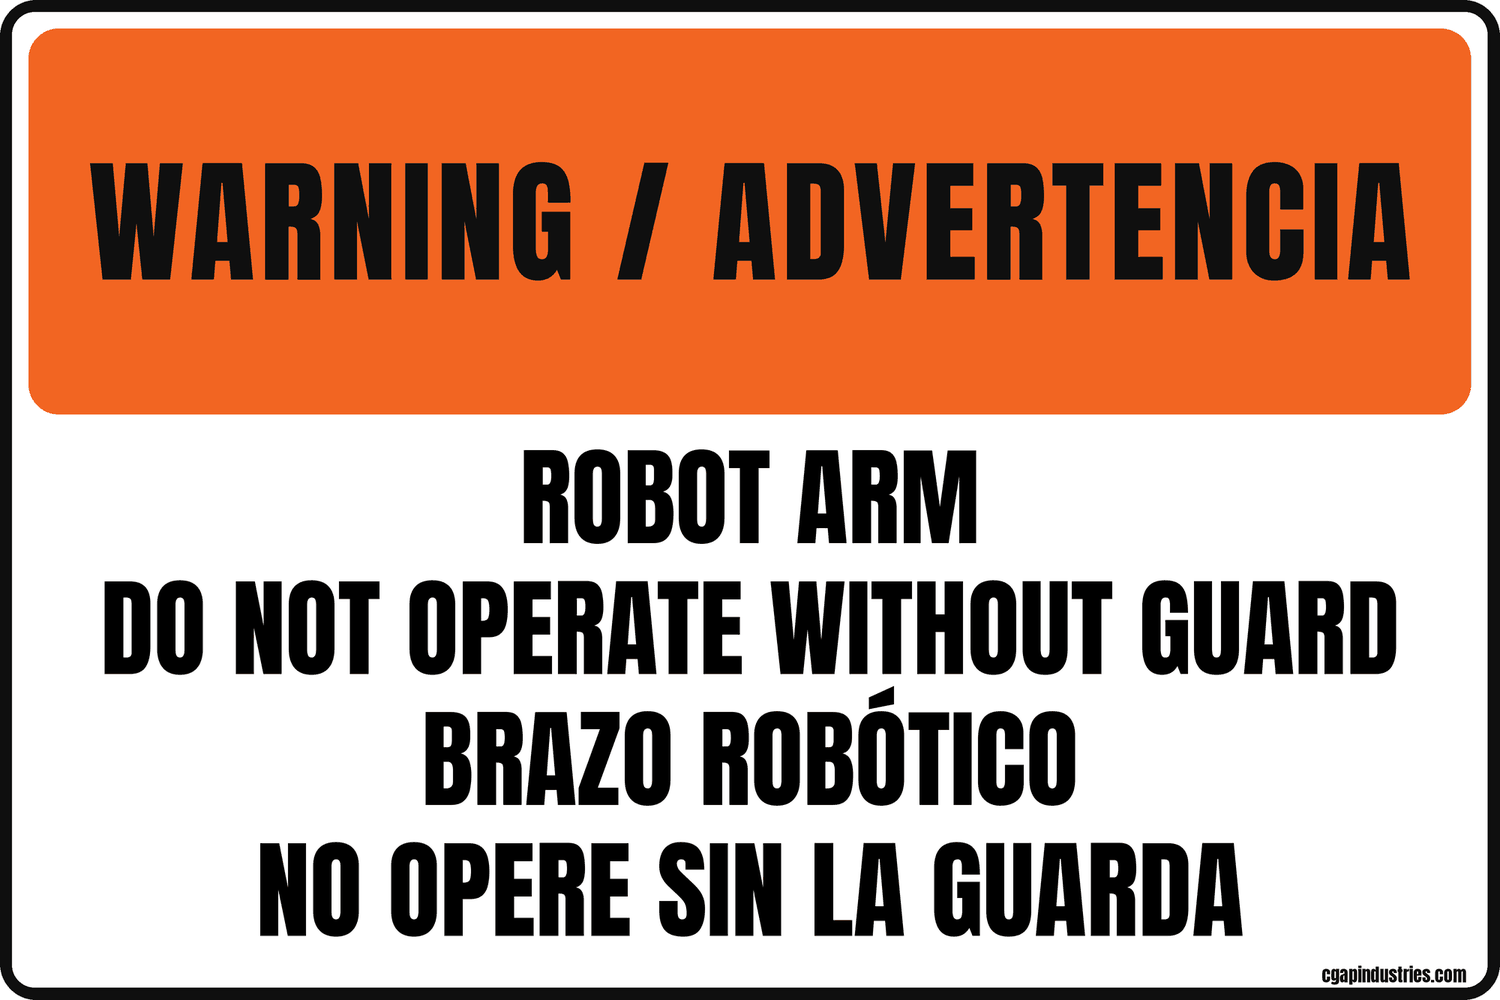 WARNING / ADVERTENCIA
ROBOT ARM
DO NOT OPERATE WITHOUT GUARD
BRAZO ROBÓTICO
NO OPERE SIN LA GUARDA
cgapindustries.com